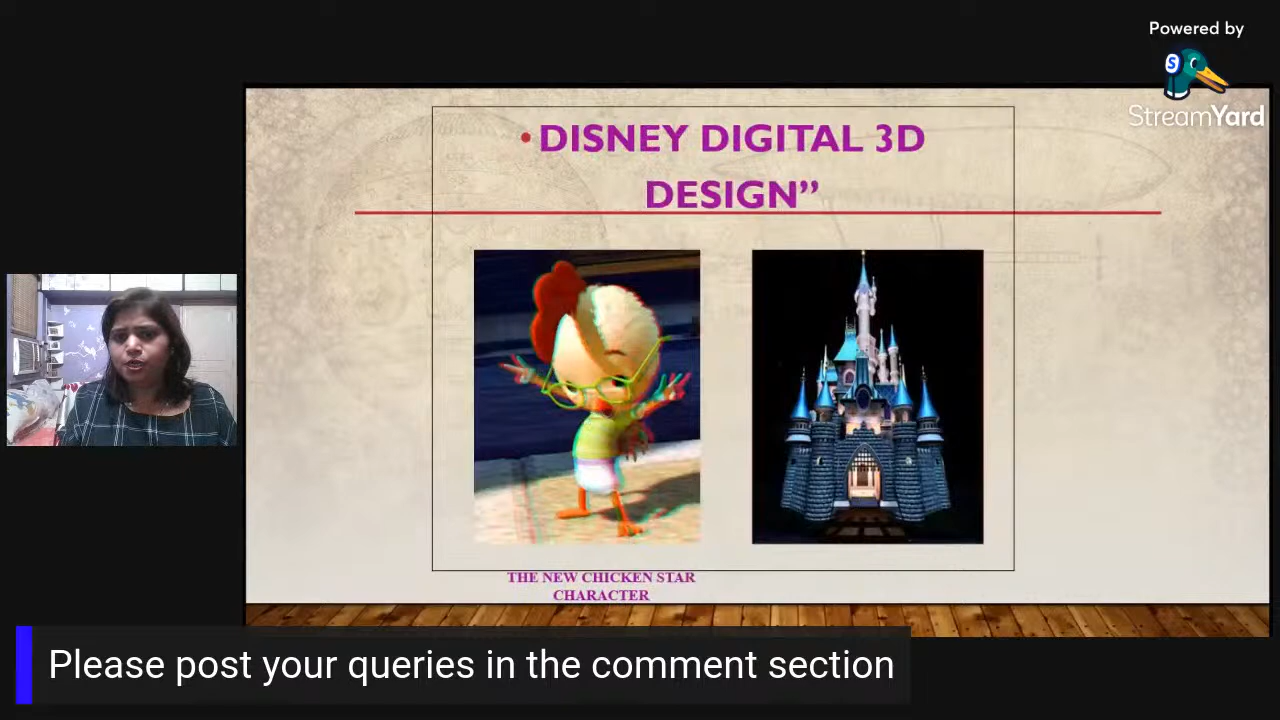 Powered by
StreamYard
•DISNEY DIGITAL 3D
DESIGN”
THE NEW CHICKEN STAR
CHARACTER
Please post your queries in the comment section